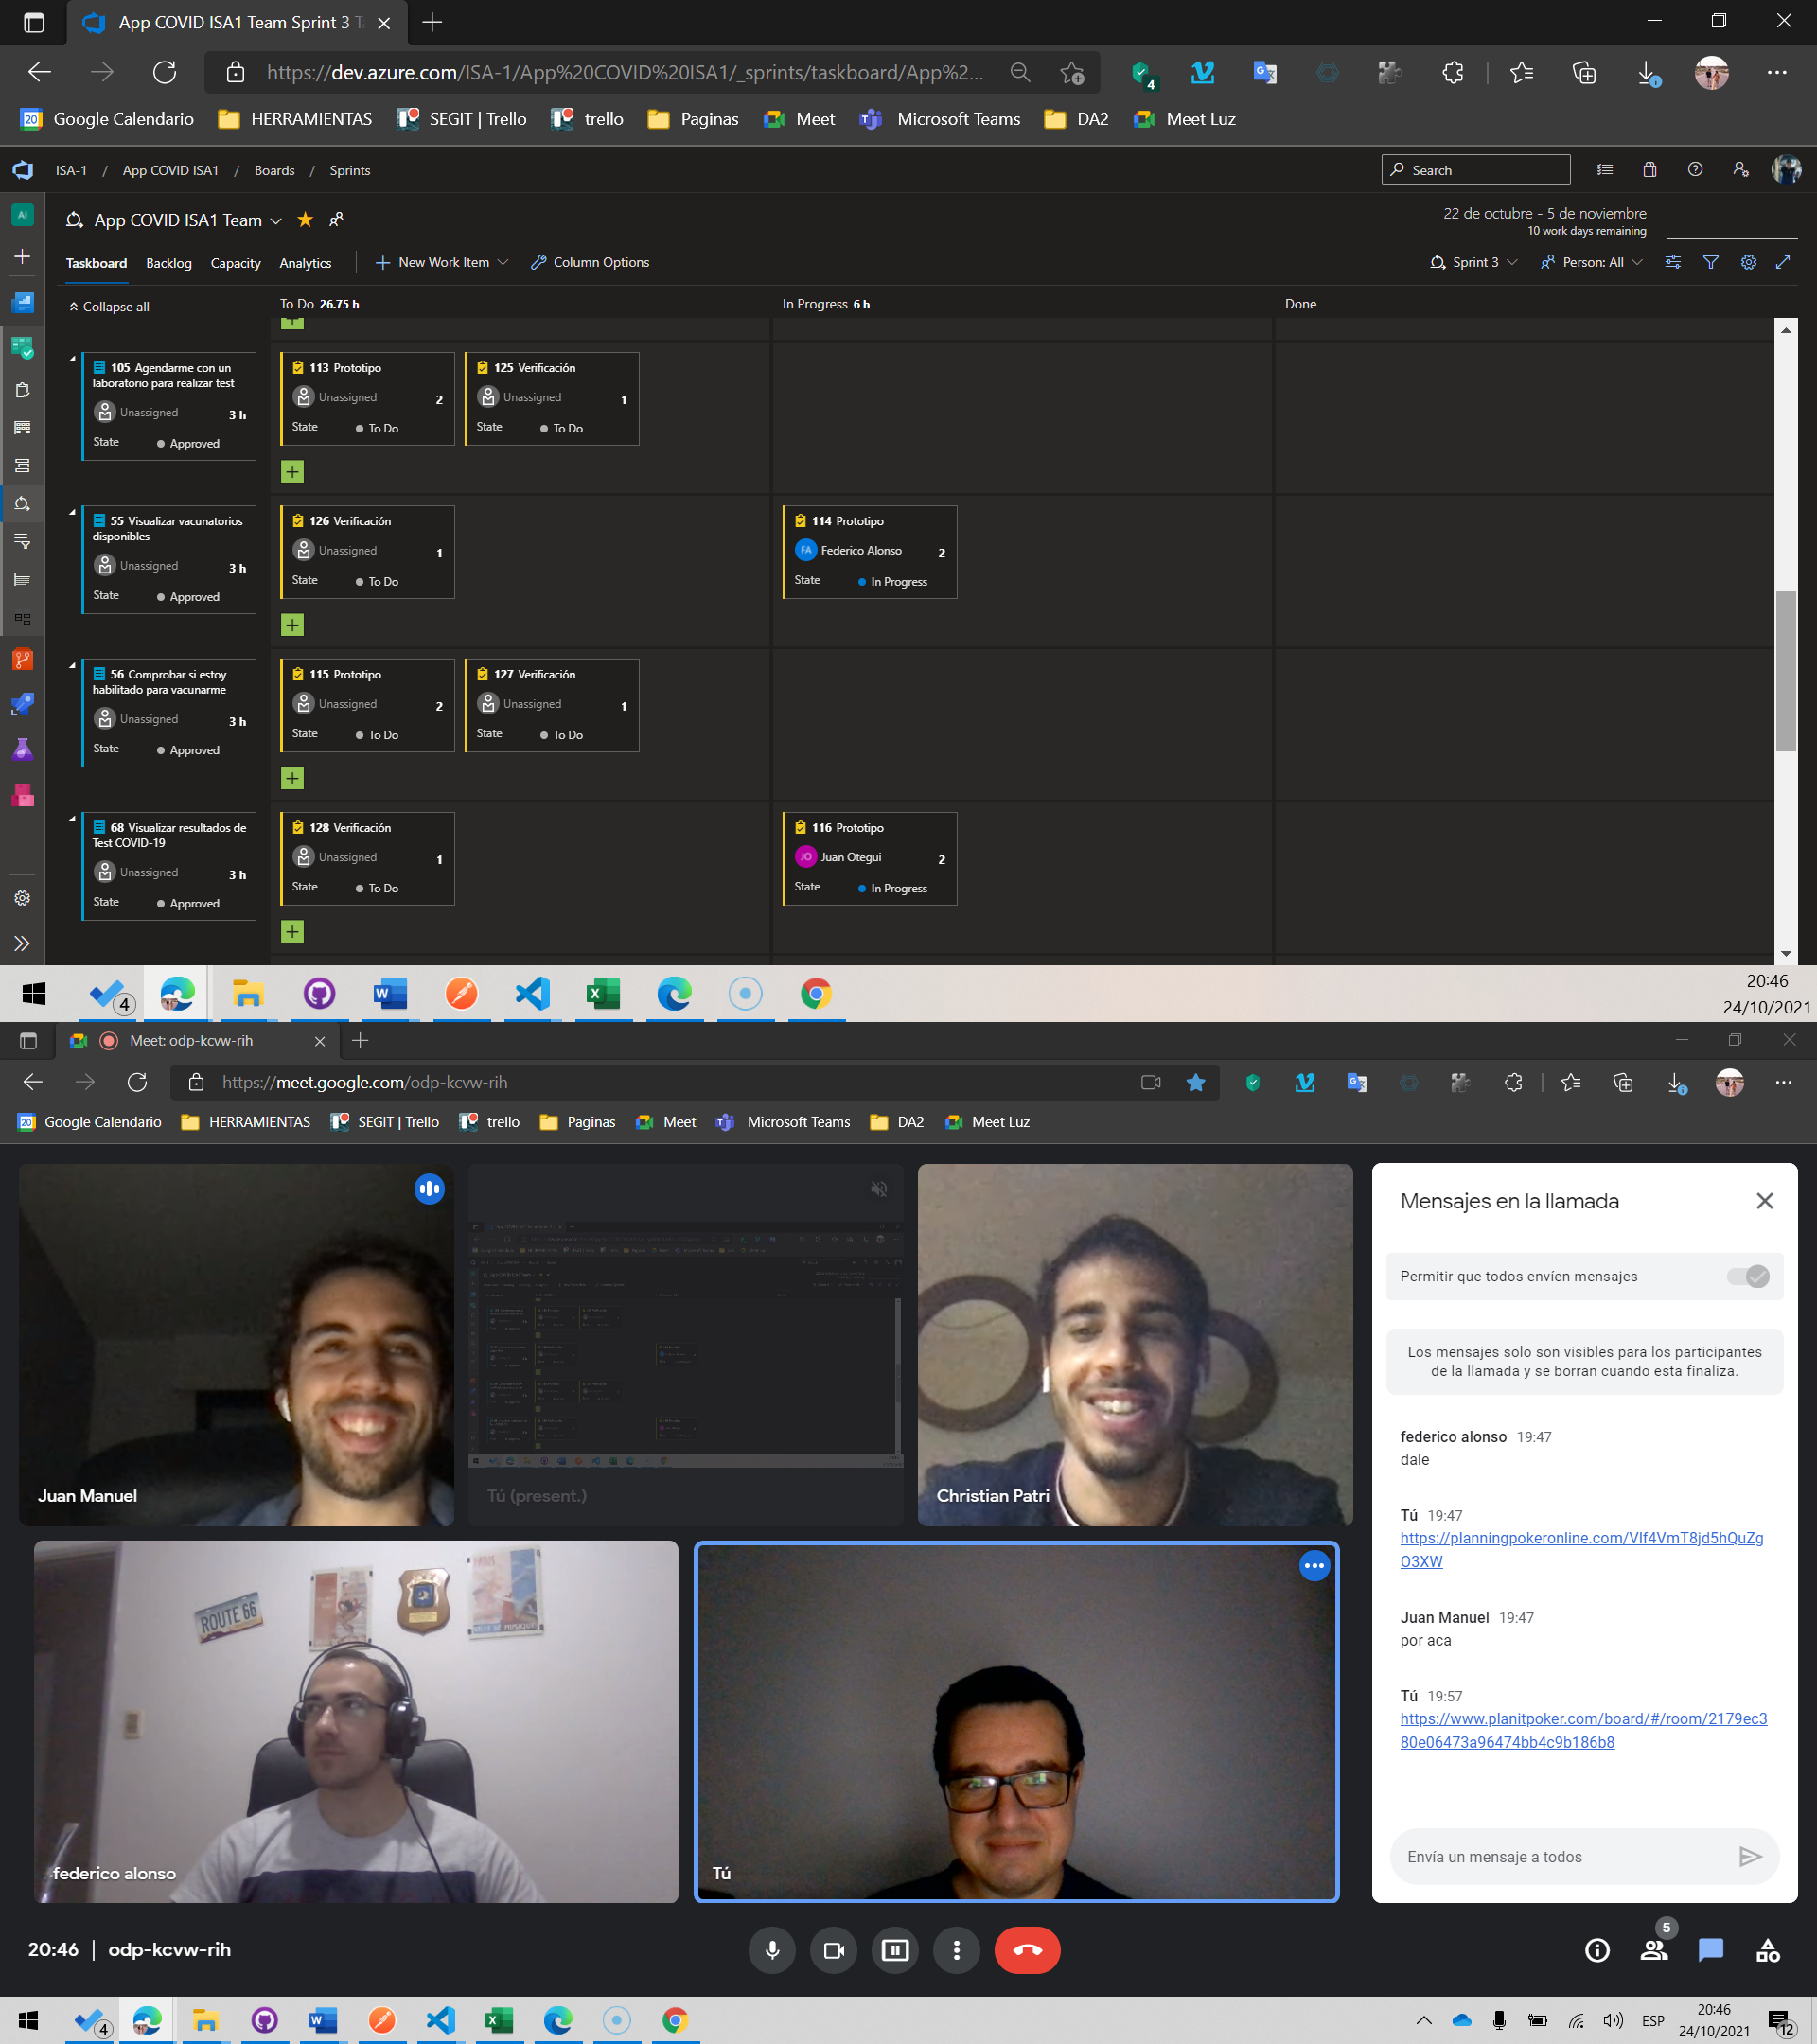 App COVID ISA1 Team Sprint 3 T
https://dev.azure.com/ISA-1/App%20COVID%20ISA1/_sprints/taskboard/App%2...
4
Google Calendario
HERRAMIENTAS
SEGIT | Trello
trello
Paginas
Meet
Microsoft Teams
DA2
Meet Luz
ISA-1 / App COVID ISA1 / Boards / Sprints
Search
AI
App COVID ISA1 Team
22 de octubre - 5 de noviembre
10 work days remaining
Taskboard
Backlog
Capacity
Analytics
New Work Item
Column Options
Sprint 3
Person: All
Collapse all
To Do 26.75 h
In Progress 6 h
Done
105 Agendarme con un
laboratorio para realizar test
Unassigned
3 h
State
Approved
113 Prototipo
Unassigned
2
State
To Do
125 Verificación
Unassigned
1
State
To Do
55 Visualizar vacunatorios
disponibles
Unassigned
3 h
State
Approved
126 Verificación
Unassigned
1
State
To Do
114 Prototipo
FA
Federico Alonso
2
State
In Progress
56 Comprobar si estoy
habilitado para vacunarme
Unassigned
3 h
State
Approved
115 Prototipo
Unassigned
2
State
To Do
127 Verificación
Unassigned
1
State
To Do
68 Visualizar resultados de
Test COVID-19
Unassigned
3 h
State
Approved
128 Verificación
Unassigned
1
State
To Do
116 Prototipo
JO
Juan Otegui
2
State
In Progress
4
20:46
24/10/2021
Meet: odp-kcvw-rih
https://meet.google.com/odp-kcvw-rih
Google Calendario
HERRAMIENTAS
SEGIT | Trello
trello
Paginas
Meet
Microsoft Teams
DA2
Meet Luz
Juan Manuel
Tú (present.)
Christian Patri
ROUTE 66
federico alonso
Tú
Mensajes en la llamada
Permitir que todos envíen mensajes
Los mensajes solo son visibles para los participantes
de la llamada y se borran cuando esta finaliza.
federico alonso 19:47
dale
Tú 19:47
https://planningpokeronline.com/VIf4VmT8jd5hQuZg
O3XW
Juan Manuel 19:47
por aca
Tú 19:57
https://www.planitpoker.com/board/#/room/2179ec3
80e06473a96474bb4c9b186b8
Envía un mensaje a todos
20:46 | odp-kcvw-rih
5
4
ESP
20:46
24/10/2021
12